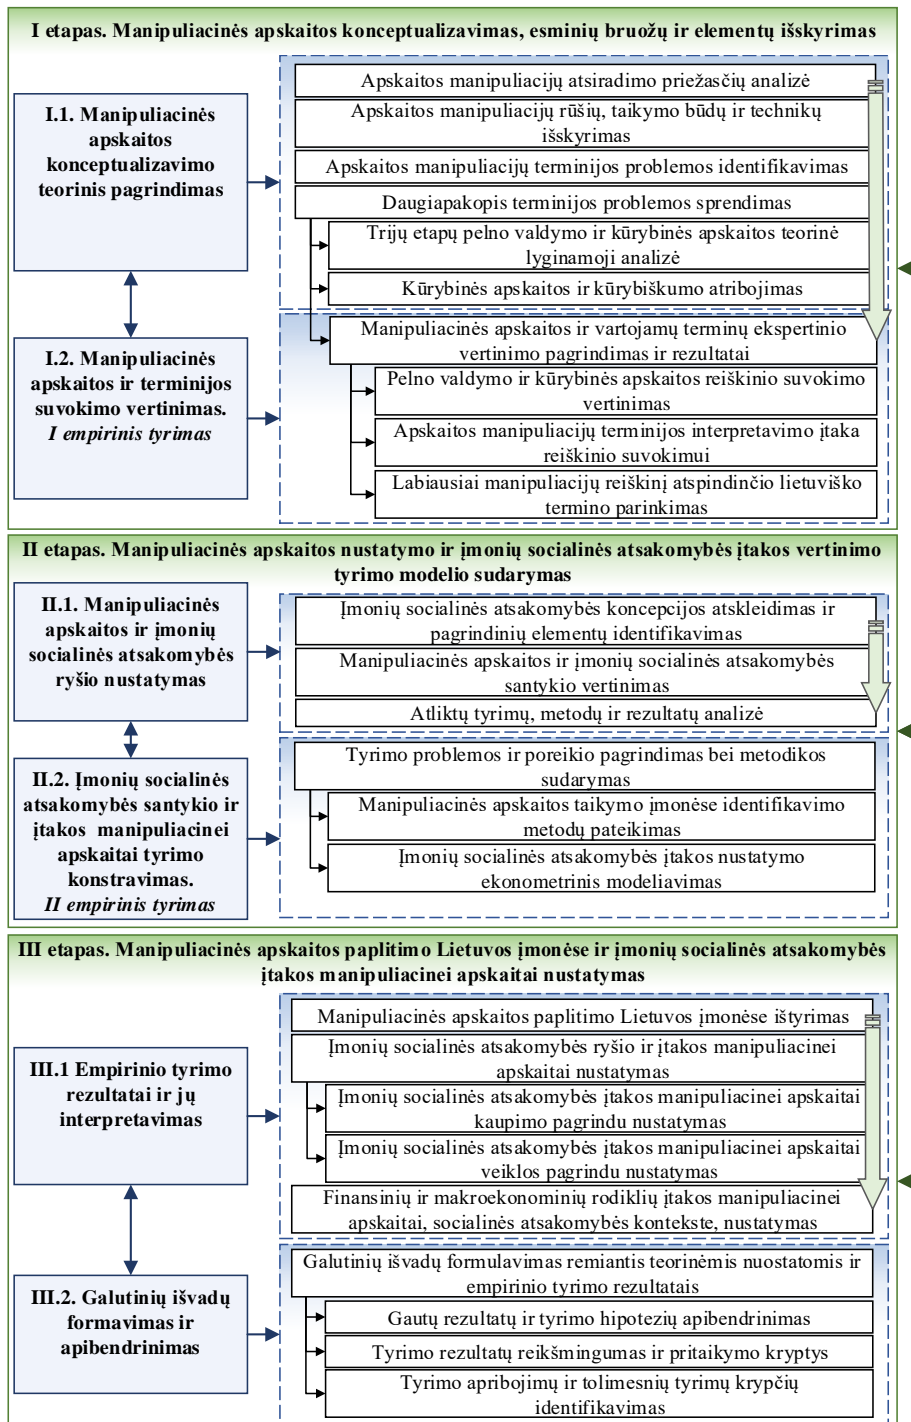 I etapas. Manipuliacinės apskaitos konceptualizavimas, esminių bruožų ir elementų išskyrimas
I.1. Manipuliacinės
apskaitos
konceptualizavimo
teorinis pagrindimas
Apskaitos manipuliacijų atsiradimo priežasčių analizė
Apskaitos manipuliacijų rūšių, taikymo būdų ir technikų
išskyrimas
Apskaitos manipuliacijų terminijos problemos identifikavimas
Daugiapakopis terminijos problemos sprendimas
Trijų etapų pelno valdymo ir kūrybinės apskaitos teorinė
lyginamoji analizė
Kūrybinės apskaitos ir kūrybiškumo atribojimas
I.2. Manipuliacinės
apskaitos ir terminijos
suvokimo vertinimas.
I empirinis tyrimas
Manipuliacinės apskaitos ir vartojamų terminų ekspertinio
vertinimo pagrindimas ir rezultatai
Pelno valdymo ir kūrybinės apskaitos reiškinio suvokimo
vertinimas
Apskaitos manipuliacijų terminijos interpretavimo įtaka
reiškinio suvokimui
Labiausiai manipuliacijų reiškinį atspindinčio lietuviško
termino parinkimas
II etapas. Manipuliacinės apskaitos nustatymo ir įmonių socialinės atsakomybės įtakos vertinimo
tyrimo modelio sudarymas
II.1. Manipuliacinės
apskaitos ir įmonių
socialinės atsakomybės
ryšio nustatymas
Įmonių socialinės atsakomybės koncepcijos atskleidimas ir
pagrindinių elementų identifikavimas
Manipuliacinės apskaitos ir įmonių socialinės atsakomybės
santykio vertinimas
Atliktų tyrimų, metodų ir rezultatų analizė
II.2. Įmonių socialinės
atsakomybės santykio ir
įtakos manipuliacinei
apskaitai tyrimo
konstravimas.
II empirinis tyrimas
Tyrimo problemos ir poreikio pagrindimas bei metodikos
sudarymas
Manipuliacinės apskaitos taikymo įmonėse identifikavimo
metodų pateikimas
Įmonių socialinės atsakomybės įtakos nustatymo
ekonometrinis modeliavimas
III etapas. Manipuliacinės apskaitos paplitimo Lietuvos įmonėse ir įmonių socialinės atsakomybės
įtakos manipuliacinei apskaitai nustatymas
III.1 Empirinio tyrimo
rezultatai ir jų
interpretavimas
Manipuliacinės apskaitos paplitimo Lietuvos įmonėse ištyrimas
Įmonių socialinės atsakomybės ryšio ir įtakos manipuliacinei
apskaitai nustatymas
Įmonių socialinės atsakomybės įtakos manipuliacinei apskaitai
kaupimo pagrindu nustatymas
Įmonių socialinės atsakomybės įtakos manipuliacinei apskaitai
veiklos pagrindu nustatymas
Finansinių ir makroekonominių rodiklių įtakos manipuliacinei
apskaitai, socialinės atsakomybės kontekste, nustatymas
III.2. Galutinių išvadų
formavimas ir
apibendrinimas
Galutinių išvadų formulavimas remiantis teorinėmis nuostatomis ir
empirinio tyrimo rezultatais
Gautų rezultatų ir tyrimo hipotezių apibendrinimas
Tyrimo rezultatų reikšmingumas ir pritaikymo kryptys
Tyrimo apribojimų ir tolimesnių tyrimų krypčių
identifikavimas